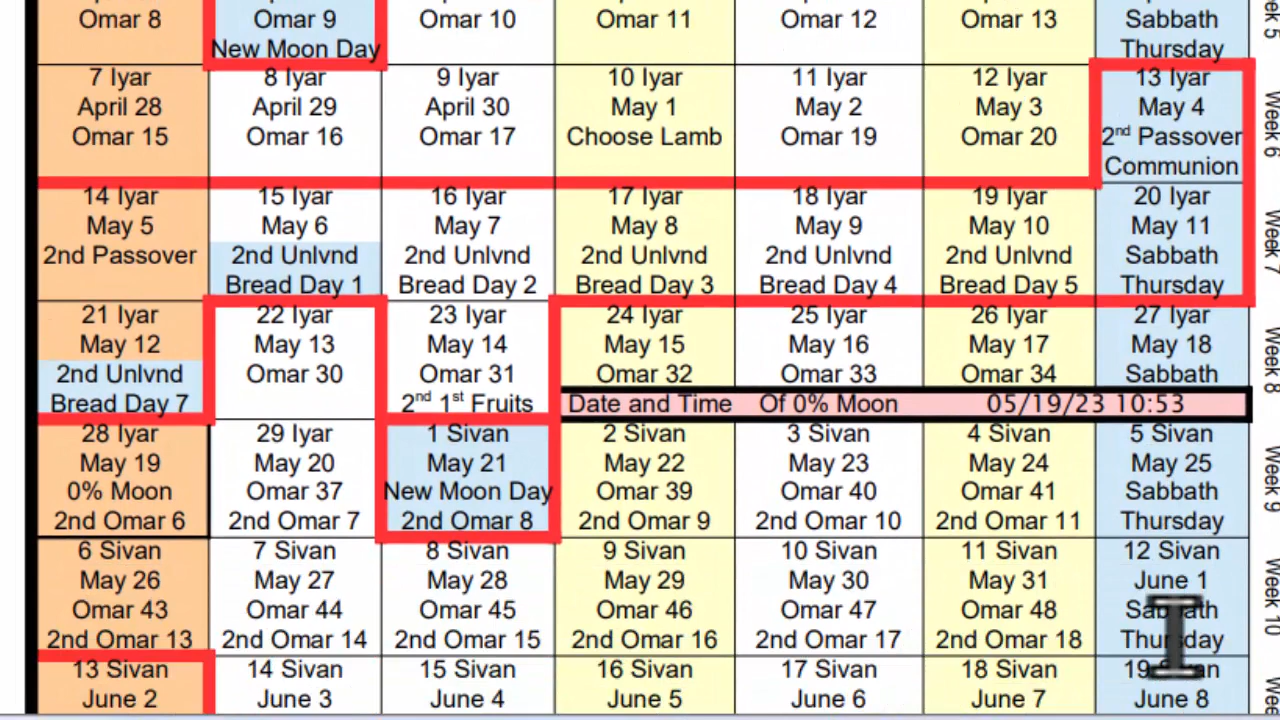 Omar 8
Omar 9
New Moon Day
Omar 10
Omar 11
Omar 12
Omar 13
Sabbath
Thursday
7 Iyar
April 28
Omar 15
8 Iyar
April 29
Omar 16
9 Iyar
April 30
Omar 17
10 Iyar
May 1
Choose Lamb
11 Iyar
May 2
Omar 19
12 Iyar
May 3
Omar 20
13 Iyar
May 4
2nd Passover
Communion
Week 6
14 Iyar
May 5
2nd Passover
15 Iyar
May 6
2nd Unlvnd
Bread Day 1
16 Iyar
May 7
2nd Unlvnd
Bread Day 2
17 Iyar
May 8
2nd Unlvnd
Bread Day 3
18 Iyar
May 9
2nd Unlvnd
Bread Day 4
19 Iyar
May 10
2nd Unlvnd
Bread Day 5
20 Iyar
May 11
Sabbath
Thursday
Week 7
21 Iyar
May 12
2nd Unlvnd
Bread Day 7
22 Iyar
May 13
Omar 30
23 Iyar
May 14
Omar 31
2nd 1st Fruits
24 Iyar
May 15
Omar 32
25 Iyar
May 16
Omar 33
26 Iyar
May 17
Omar 34
27 Iyar
May 18
Sabbath
Week 8
Date and Time Of 0% Moon 05/19/23 10:53
28 Iyar
May 19
0% Moon
2nd Omar 6
29 Iyar
May 20
Omar 37
2nd Omar 7
1 Sivan
May 21
New Moon Day
2nd Omar 8
2 Sivan
May 22
Omar 39
2nd Omar 9
3 Sivan
May 23
Omar 40
2nd Omar 10
4 Sivan
May 24
Omar 41
2nd Omar 11
5 Sivan
May 25
Sabbath
Thursday
Week 9
6 Sivan
May 26
Omar 43
2nd Omar 13
7 Sivan
May 27
Omar 44
2nd Omar 14
8 Sivan
May 28
Omar 45
2nd Omar 15
9 Sivan
May 29
Omar 46
2nd Omar 16
10 Sivan
May 30
Omar 47
2nd Omar 17
11 Sivan
May 31
Omar 48
2nd Omar 18
12 Sivan
June 1
Sabbath
Thursday
Week 10
13 Sivan
June 2
14 Sivan
June 3
15 Sivan
June 4
16 Sivan
June 5
17 Sivan
June 6
18 Sivan
June 7
19 Sivan
June 8